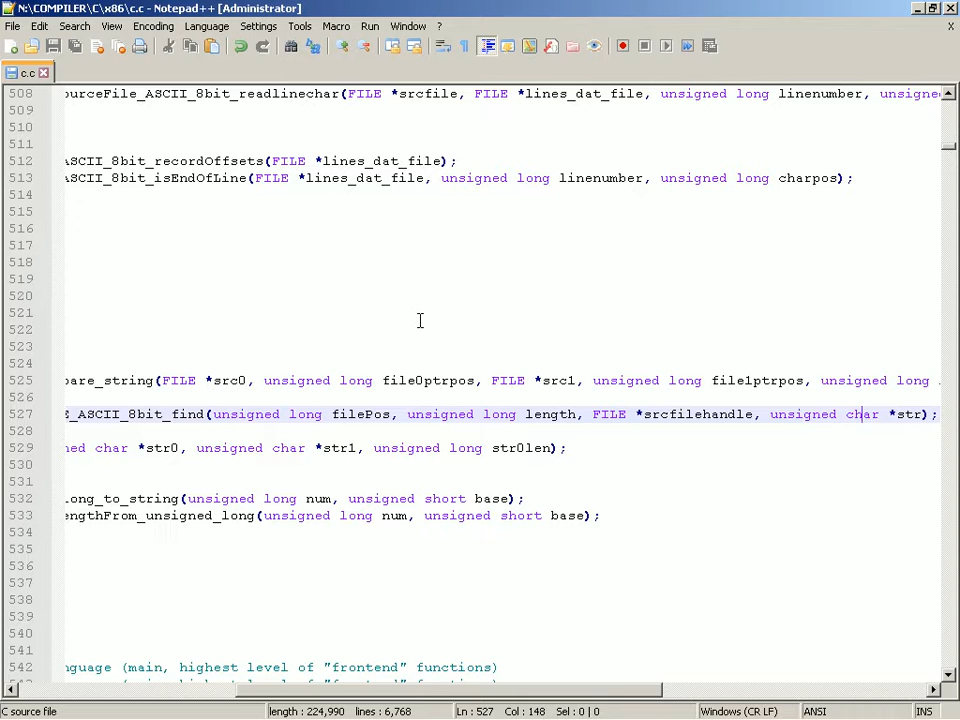 N:\COMPILER\C\x86\c.c - Notepad++ [Administrator]
File Edit Search View Encoding Language Settings Tools Macro Run Window ? X
c.c
508 ourceFile_ASCII_8bit_readlinechar(FILE *srcfile, FILE *lines_dat_file, unsigned long linenumber, unsigne
509
510
511
512 ASCII_8bit_recordOffsets(FILE *lines_dat_file);
513 ASCII_8bit_isEndOfLine(FILE *lines_dat_file, unsigned long linenumber, unsigned long charpos);
514
515
516
517
518
519
520
521
522
523
524
525 pare_string(FILE *src0, unsigned long file0ptrpos, FILE *src1, unsigned long file1ptrpos, unsigned long
526
527 E_ASCII_8bit_find(unsigned long filePos, unsigned long length, FILE *srcfilehandle, unsigned char *str);
528
529 ned char *str0, unsigned char *str1, unsigned long str0len);
530
531
532 long_to_string(unsigned long num, unsigned short base);
533 engthFrom_unsigned_long(unsigned long num, unsigned short base);
534
535
536
537
538
539
540
541
542 nguage (main, highest level of "frontend" functions)
C source file length : 224,990 lines : 6,768 Ln : 527 Col : 148 Sel : 0 | 0 Windows (CR LF) ANSI INS